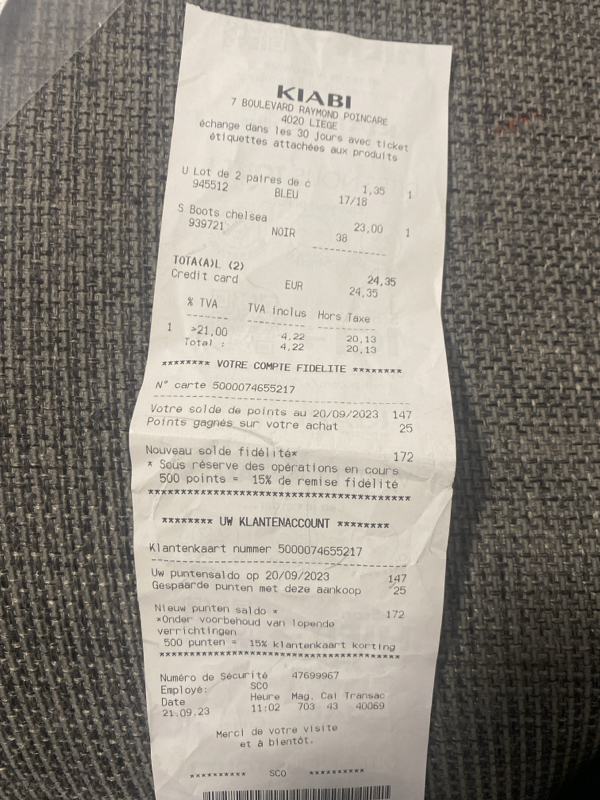 KIABI
7 BOULEVARD RAYMOND POINCARE
4020 LIEGE
échange dans les 30 jours avec ticket
étiquettes attachées aux produits
U Lot de 2 paires de c 1,35 1
945512 BLEU 17/18
S Boots chelsea 23,00 1
939721 NOIR 38
TOTA(A)L (2) 24,35
Credit card EUR 24,35
% TVA TVA inclus Hors Taxe
1 >21,00 4,22 20,13
Total : 4,22 20,13
******** VOTRE COMPTE FIDELITE ********
N° carte 5000074655217
Votre solde de points au 20/09/2023 147
Points gagnés sur votre achat 25
Nouveau solde fidélité* 172
* Sous réserve des opérations en cours
500 points = 15% de remise fidélité
******** UW KLANTENACCOUNT ********
Klantenkaart nummer 5000074655217
Uw puntensaldo op 20/09/2023 147
Gespaarde punten met deze aankoop 25
Nieuw punten saldo * 172
*Onder voorbehoud van lopende
verrichtingen
500 punten = 15% klantenkaart korting
Numéro de Sécurité 47699967
Employé: SCO
Date Heure Mag. Cai Transac
21.09.23 11:02 703 43 40069
Merci de votre visite
et à bientôt.
********** SCO **********